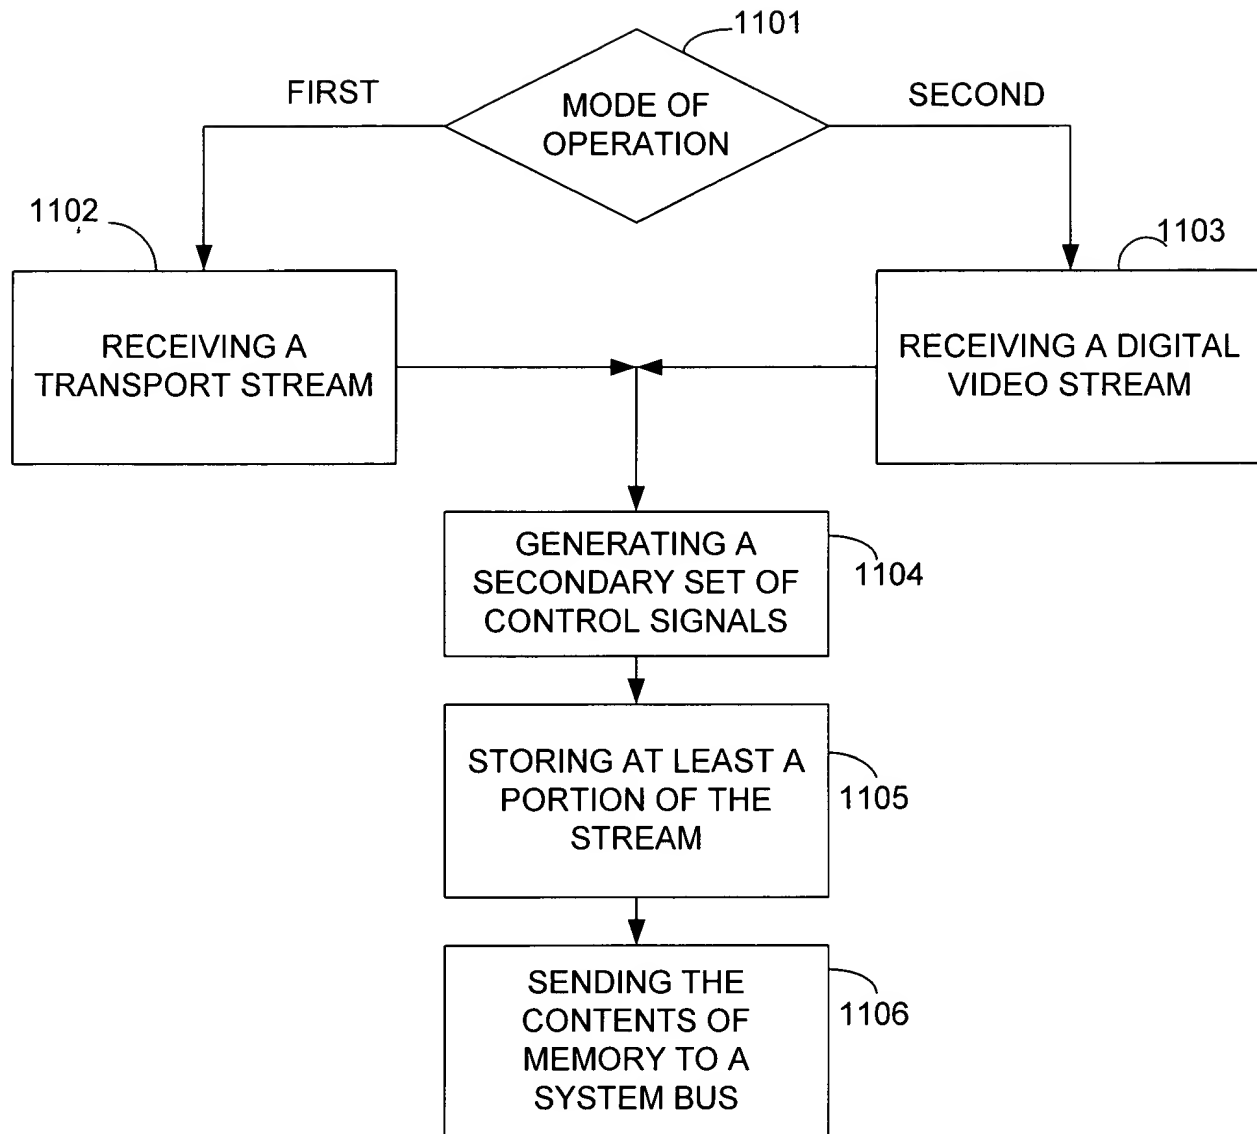 1101
FIRST
SECOND
MODE OF
OPERATION
1102
1103
RECEIVING A
TRANSPORT STREAM
RECEIVING A DIGITAL
VIDEO STREAM
GENERATING A
SECONDARY SET OF
CONTROL SIGNALS
1104
STORING AT LEAST A
PORTION OF THE
STREAM
1105
SENDING THE
CONTENTS OF
MEMORY TO A
SYSTEM BUS
1106